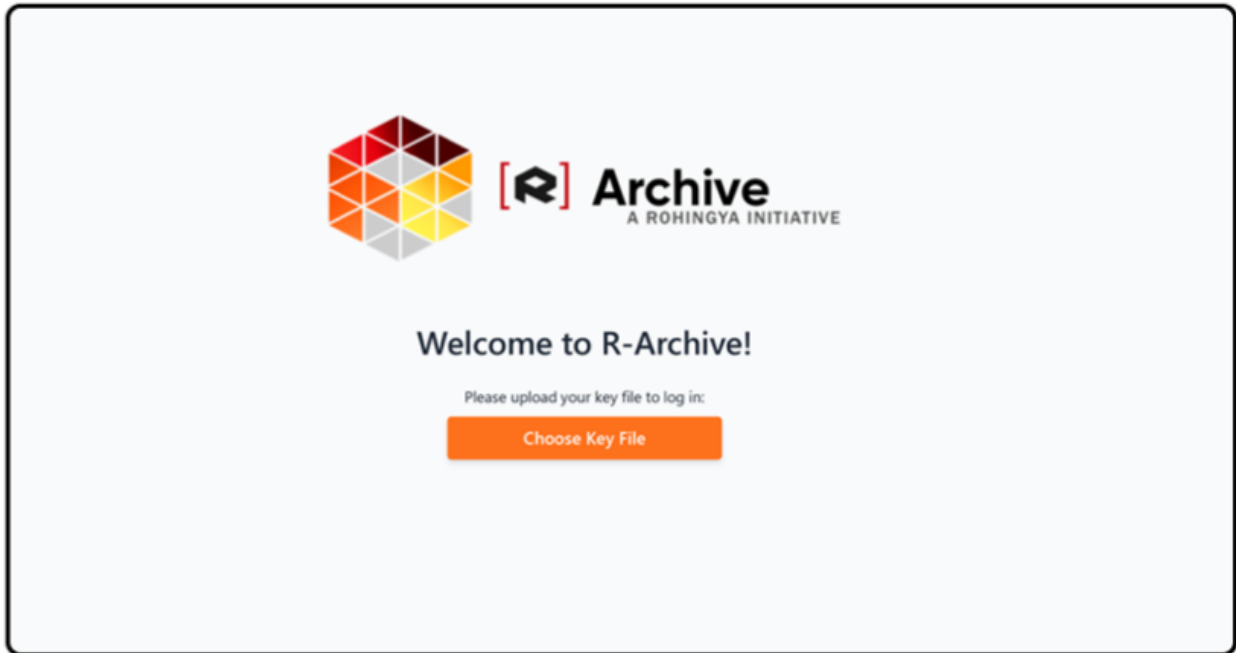 [R] Archive
A ROHINGYA INITIATIVE
Welcome to R-Archive!
Please upload your key file to log in:
Choose Key File